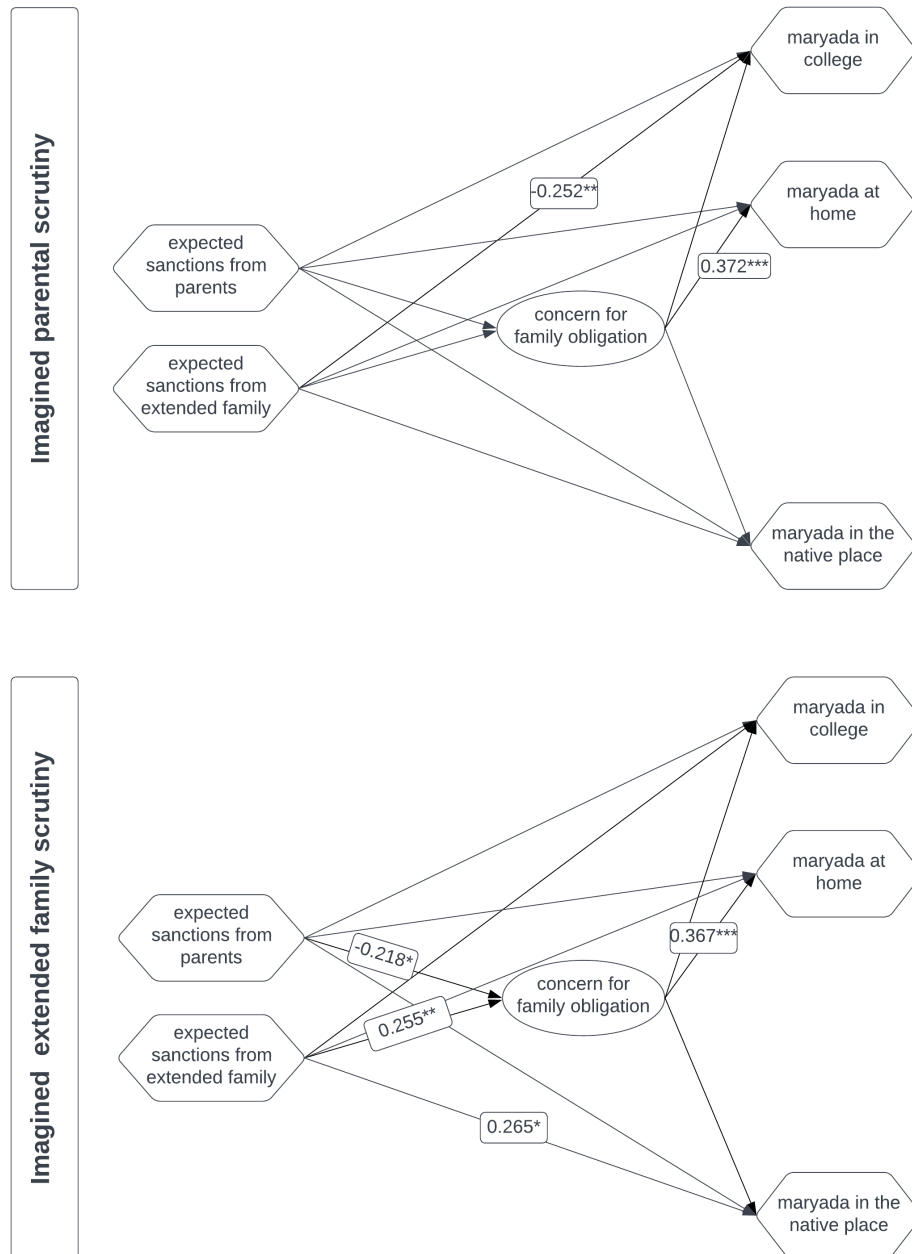 Imagined parental scrutiny
maryada in
college
-0.252**
maryada at
home
expected
sanctions from
parents
0.372***
concern for
family obligation
expected
sanctions from
extended family
maryada in the
native place
Imagined extended family scrutiny
maryada in
college
maryada at
home
expected
sanctions from
parents
-0.218*
0.367***
concern for
family obligation
0.255**
expected
sanctions from
extended family
0.265*
maryada in the
native place